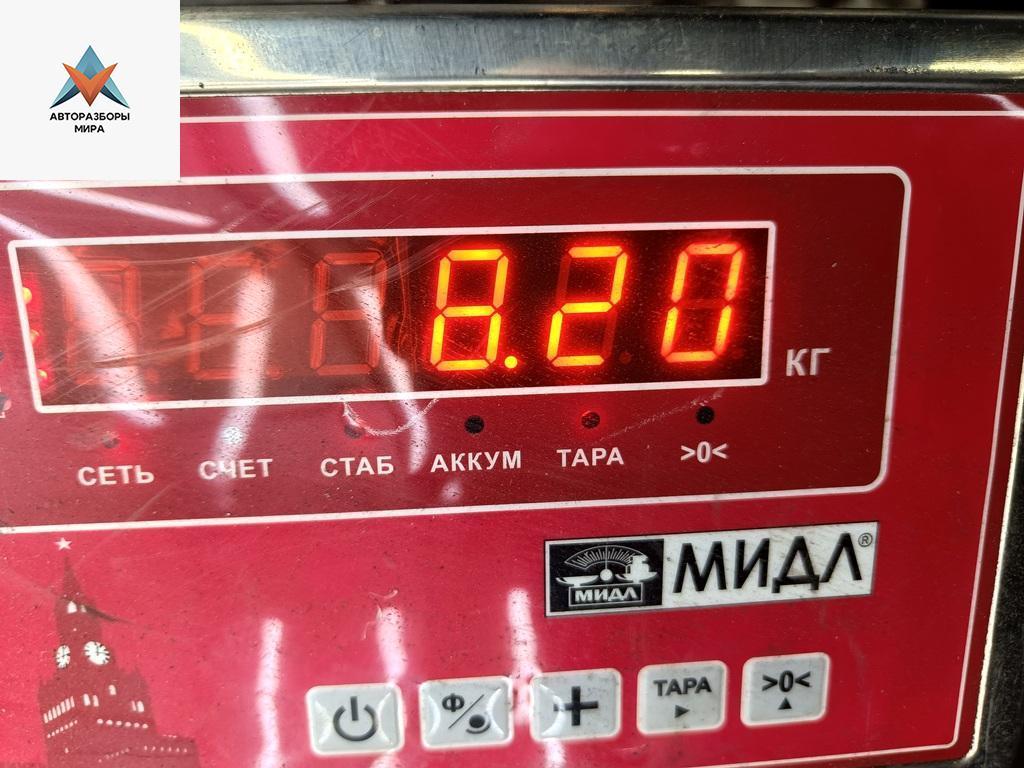 АВТОРАЗБОРЫ
МИРА
8.20
КГ
СЕТЬ СЧЕТ СТАБ АККУМ ТАРА >0<
МИДЛ МИДЛ®
Ф/ + ТАРА >0<